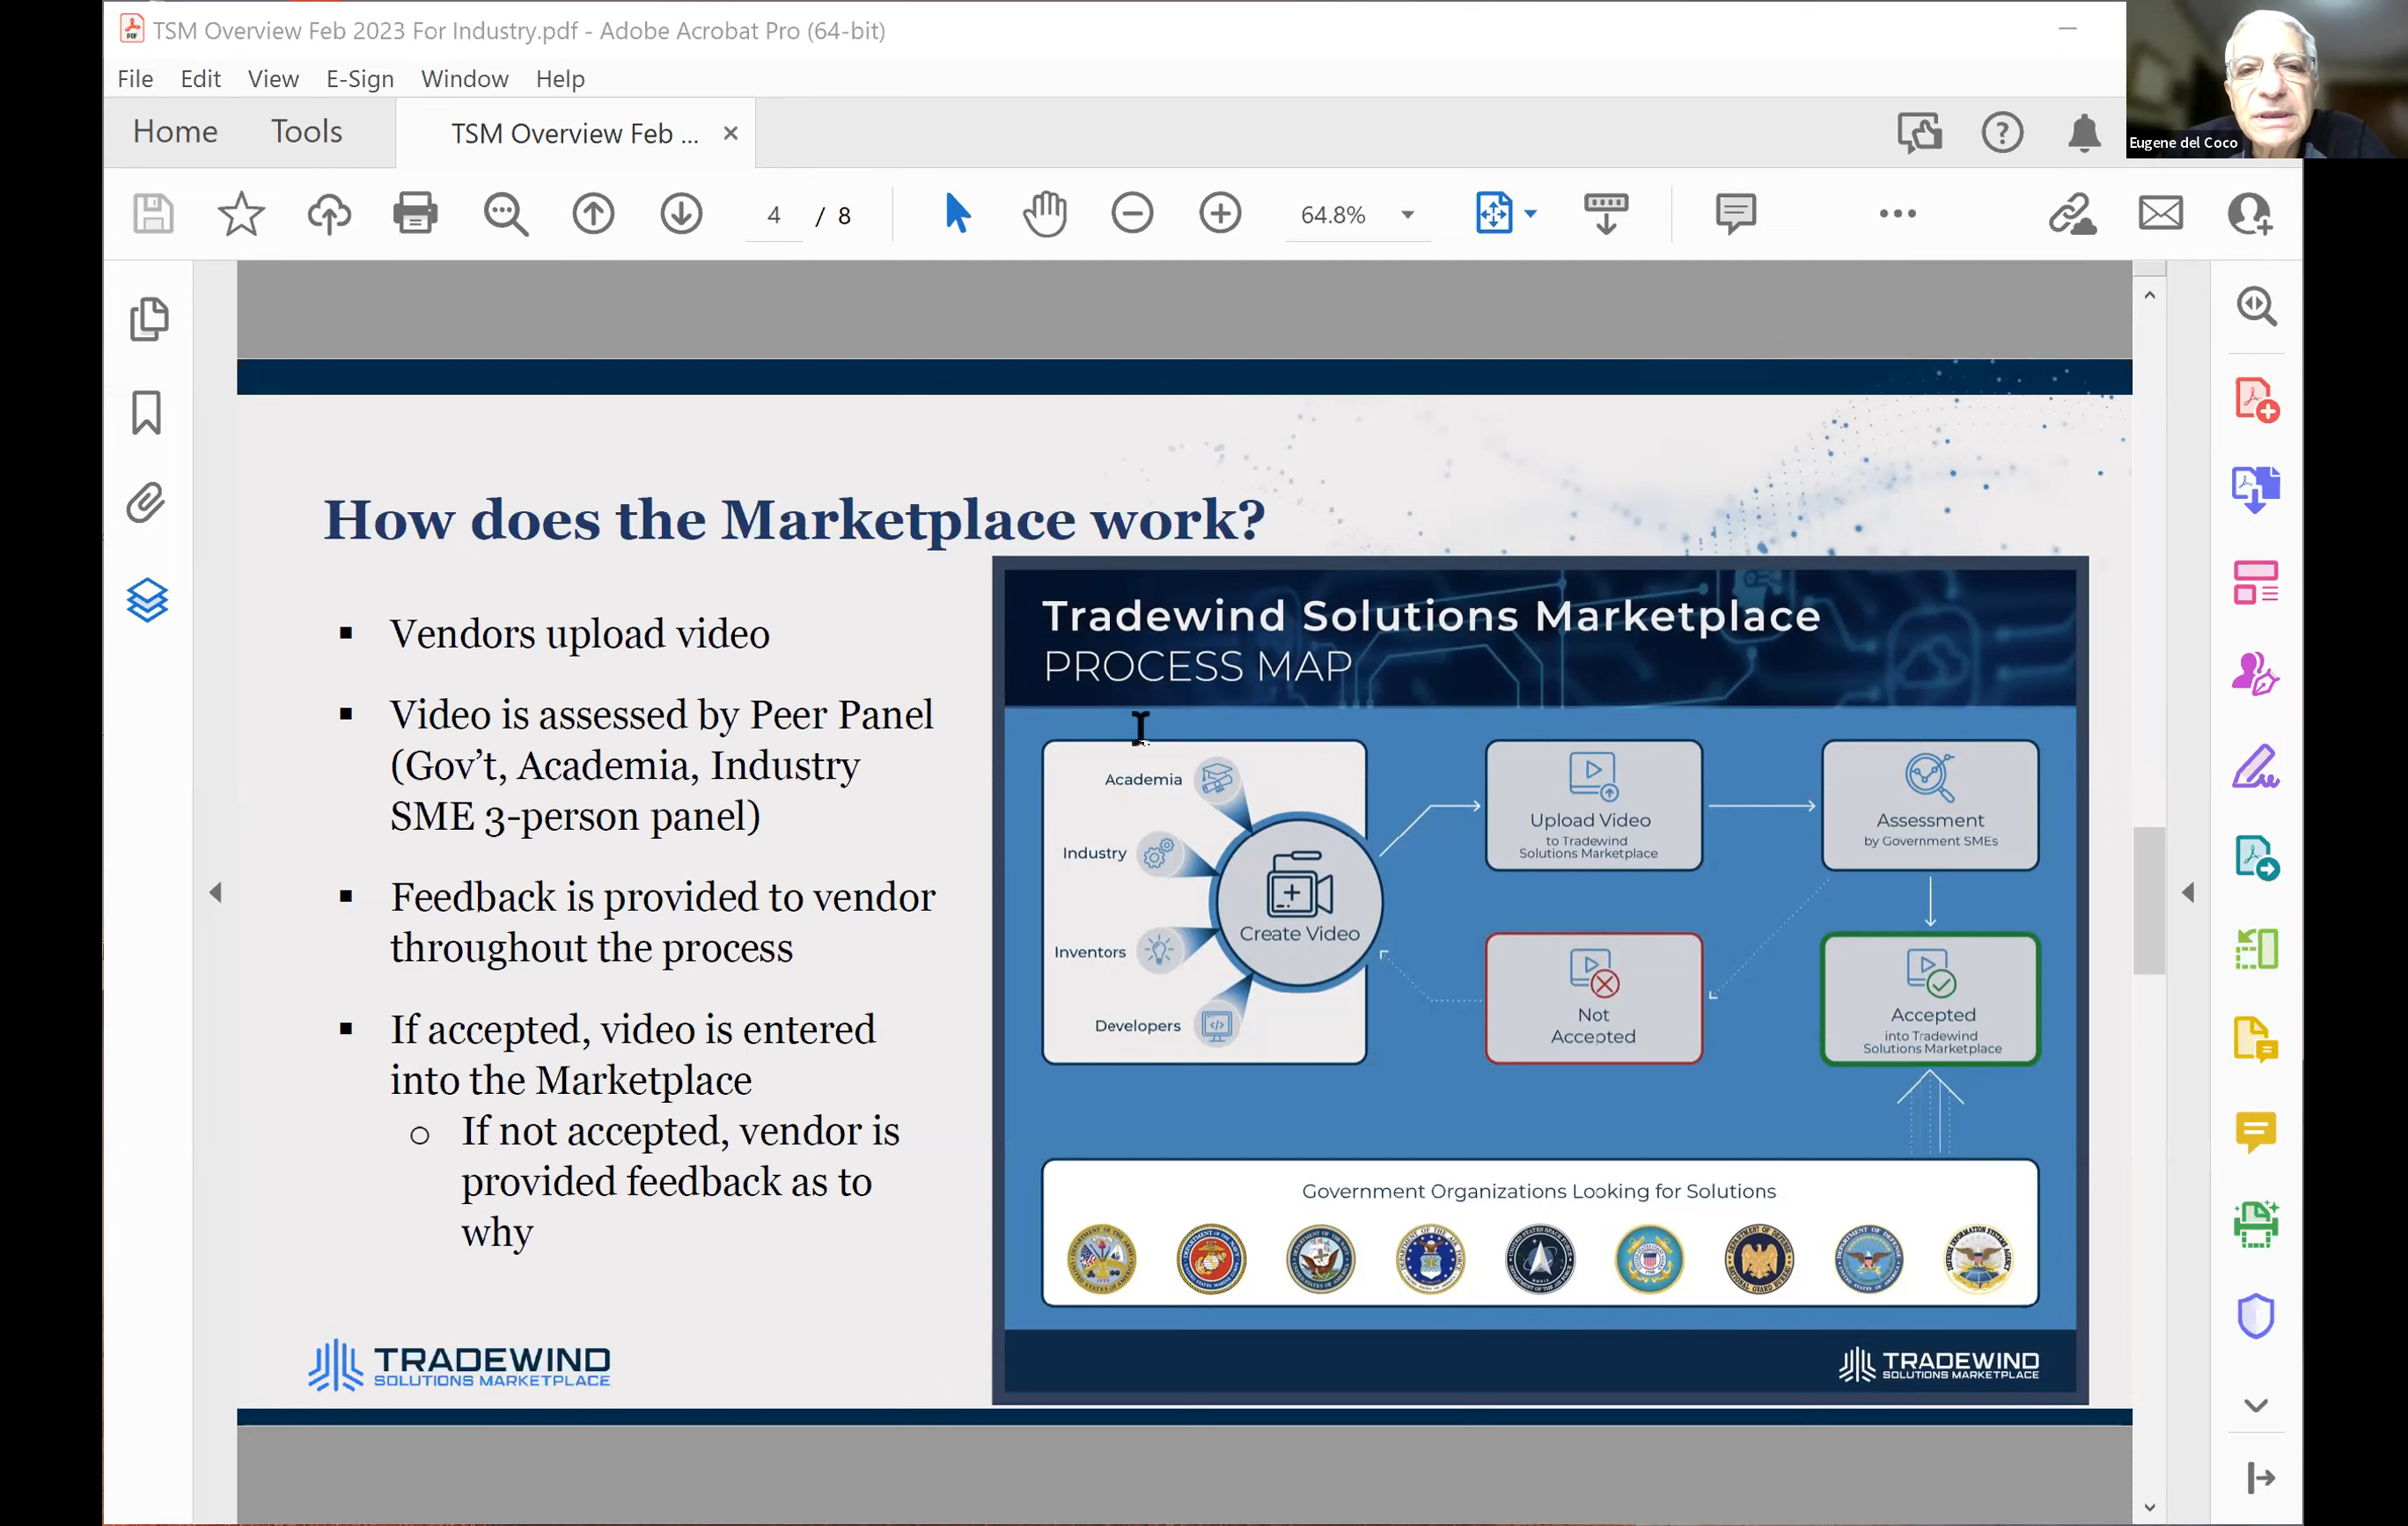 TSM Overview Feb 2023 For Industry.pdf - Adobe Acrobat Pro (64-bit)
File Edit View E-Sign Window Help
Home Tools TSM Overview Feb ... ×
Eugene del Coco
4 / 8 64.8%
How does the Marketplace work?
▪ Vendors upload video
▪ Video is assessed by Peer Panel
(Gov't, Academia, Industry
SME 3-person panel)
▪ Feedback is provided to vendor
throughout the process
▪ If accepted, video is entered
into the Marketplace
o If not accepted, vendor is
provided feedback as to
why
TRADEWIND
SOLUTIONS MARKETPLACE
Tradewind Solutions Marketplace
PROCESS MAP
Academia
Industry
Inventors
Developers
Create Video
Upload Video
to Tradewind
Solutions Marketplace
Assessment
by Government SMEs
Not
Accepted
Accepted
into Tradewind
Solutions Marketplace
Government Organizations Looking for Solutions
TRADEWIND
SOLUTIONS MARKETPLACE